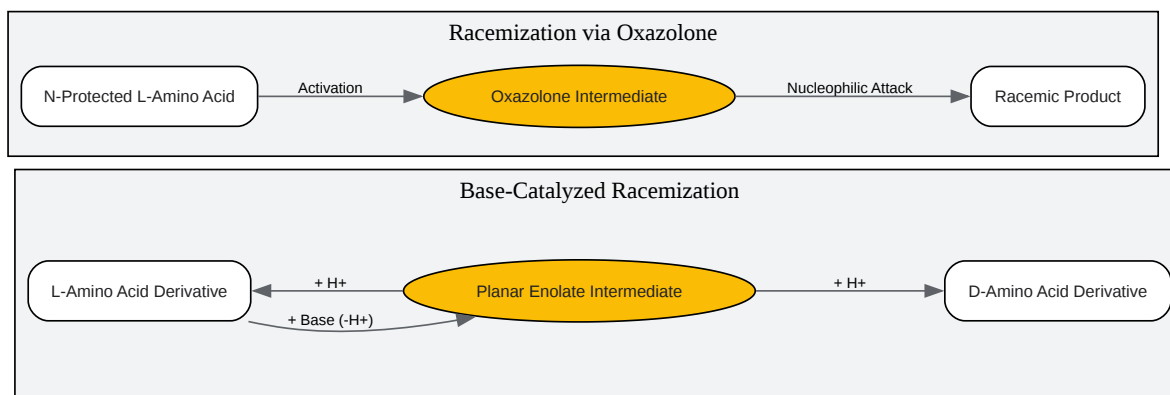 Racemization via Oxazolone
N-Protected L-Amino Acid
Activation
Oxazolone Intermediate
Nucleophilic Attack
Racemic Product
Base-Catalyzed Racemization
L-Amino Acid Derivative
+ H+
+ Base (-H+)
Planar Enolate Intermediate
+ H+
D-Amino Acid Derivative